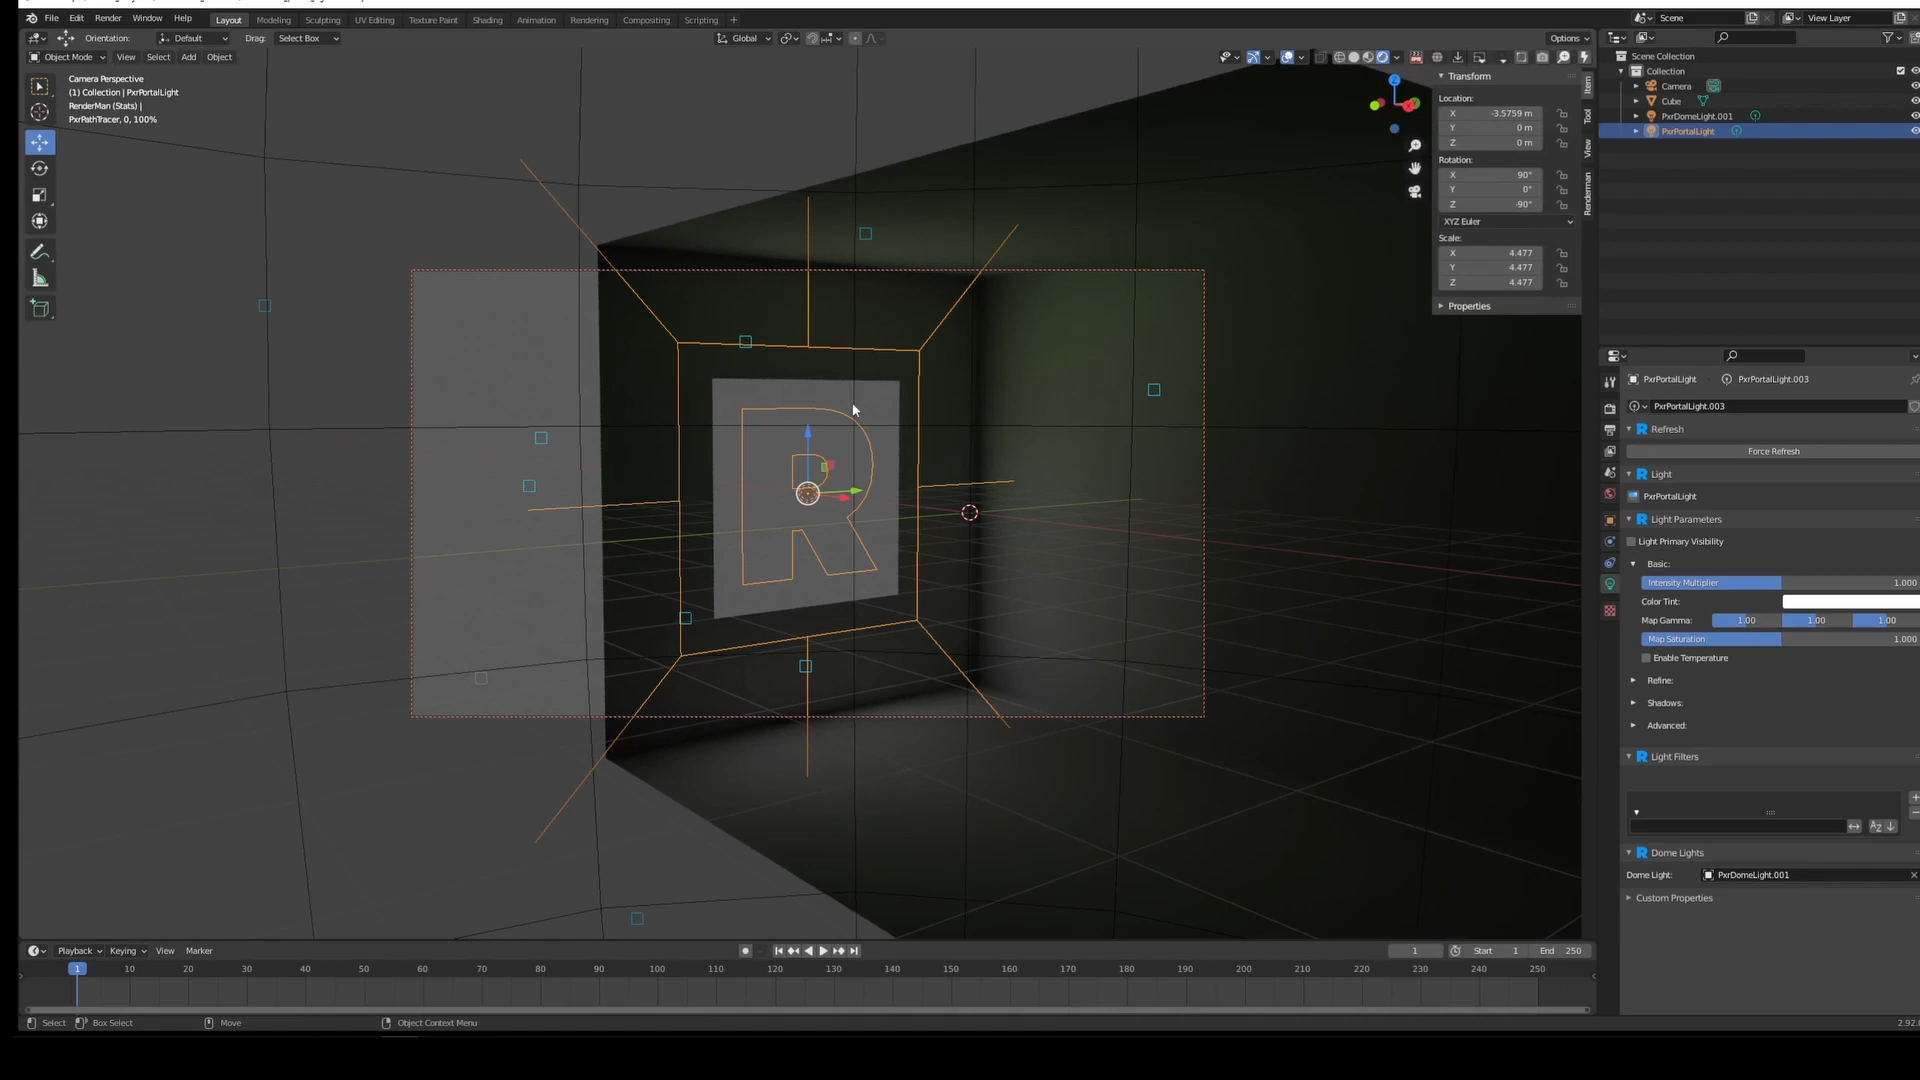 File Edit Render Window Help Layout Modeling Sculpting UV Editing Texture Paint Shading Animation Rendering Compositing Scripting + Scene View Layer
Orientation: Default Drag: Select Box Global Options
Object Mode View Select Add Object
Camera Perspective
(1) Collection | PxrPortalLight
RenderMan (Stats) |
PxrPathTracer, 0, 100%
Transform
Location:
X -3.5759 m
Y 0 m
Z 0 m
Rotation:
X 90°
Y 0°
Z -90°
XYZ Euler
Scale:
X 4.477
Y 4.477
Z 4.477
Properties
Item
Tool
View
Renderman
Z
X
R
Scene Collection
Collection
Camera
Cube
PxrDomeLight.001
PxrPortalLight
PxrPortalLight PxrPortalLight.003
PxrPortalLight.003
R Refresh
Force Refresh
R Light
PxrPortalLight
R Light Parameters
Light Primary Visibility
Basic:
Intensity Multiplier 1.000
Color Tint:
Map Gamma: 1.00 1.00 1.00
Map Saturation 1.000
Enable Temperature
Refine:
Shadows:
Advanced:
R Light Filters
R Dome Lights
Dome Light: PxrDomeLight.001
Custom Properties
Playback Keying View Marker 1 Start 1 End 250
1 10 20 30 40 50 60 70 80 90 100 110 120 130 140 150 160 170 180 190 200 210 220 230 240 250
Select Box Select Move Object Context Menu